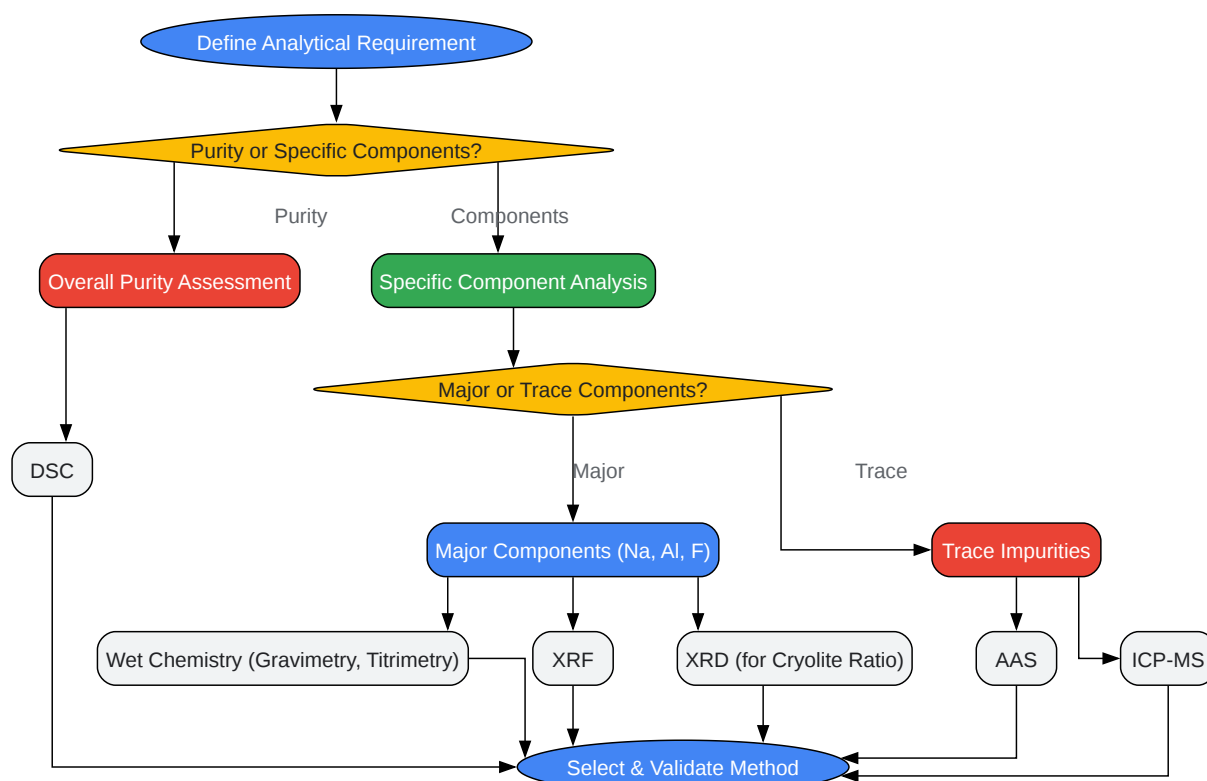 Define Analytical Requirement
Purity or Specific Components?
Purity
Components
Overall Purity Assessment
Specific Component Analysis
Major or Trace Components?
DSC
Major
Trace
Major Components (Na, Al, F)
Trace Impurities
Wet Chemistry (Gravimetry, Titrimetry)
XRF
XRD (for Cryolite Ratio)
AAS
ICP-MS
Select & Validate Method